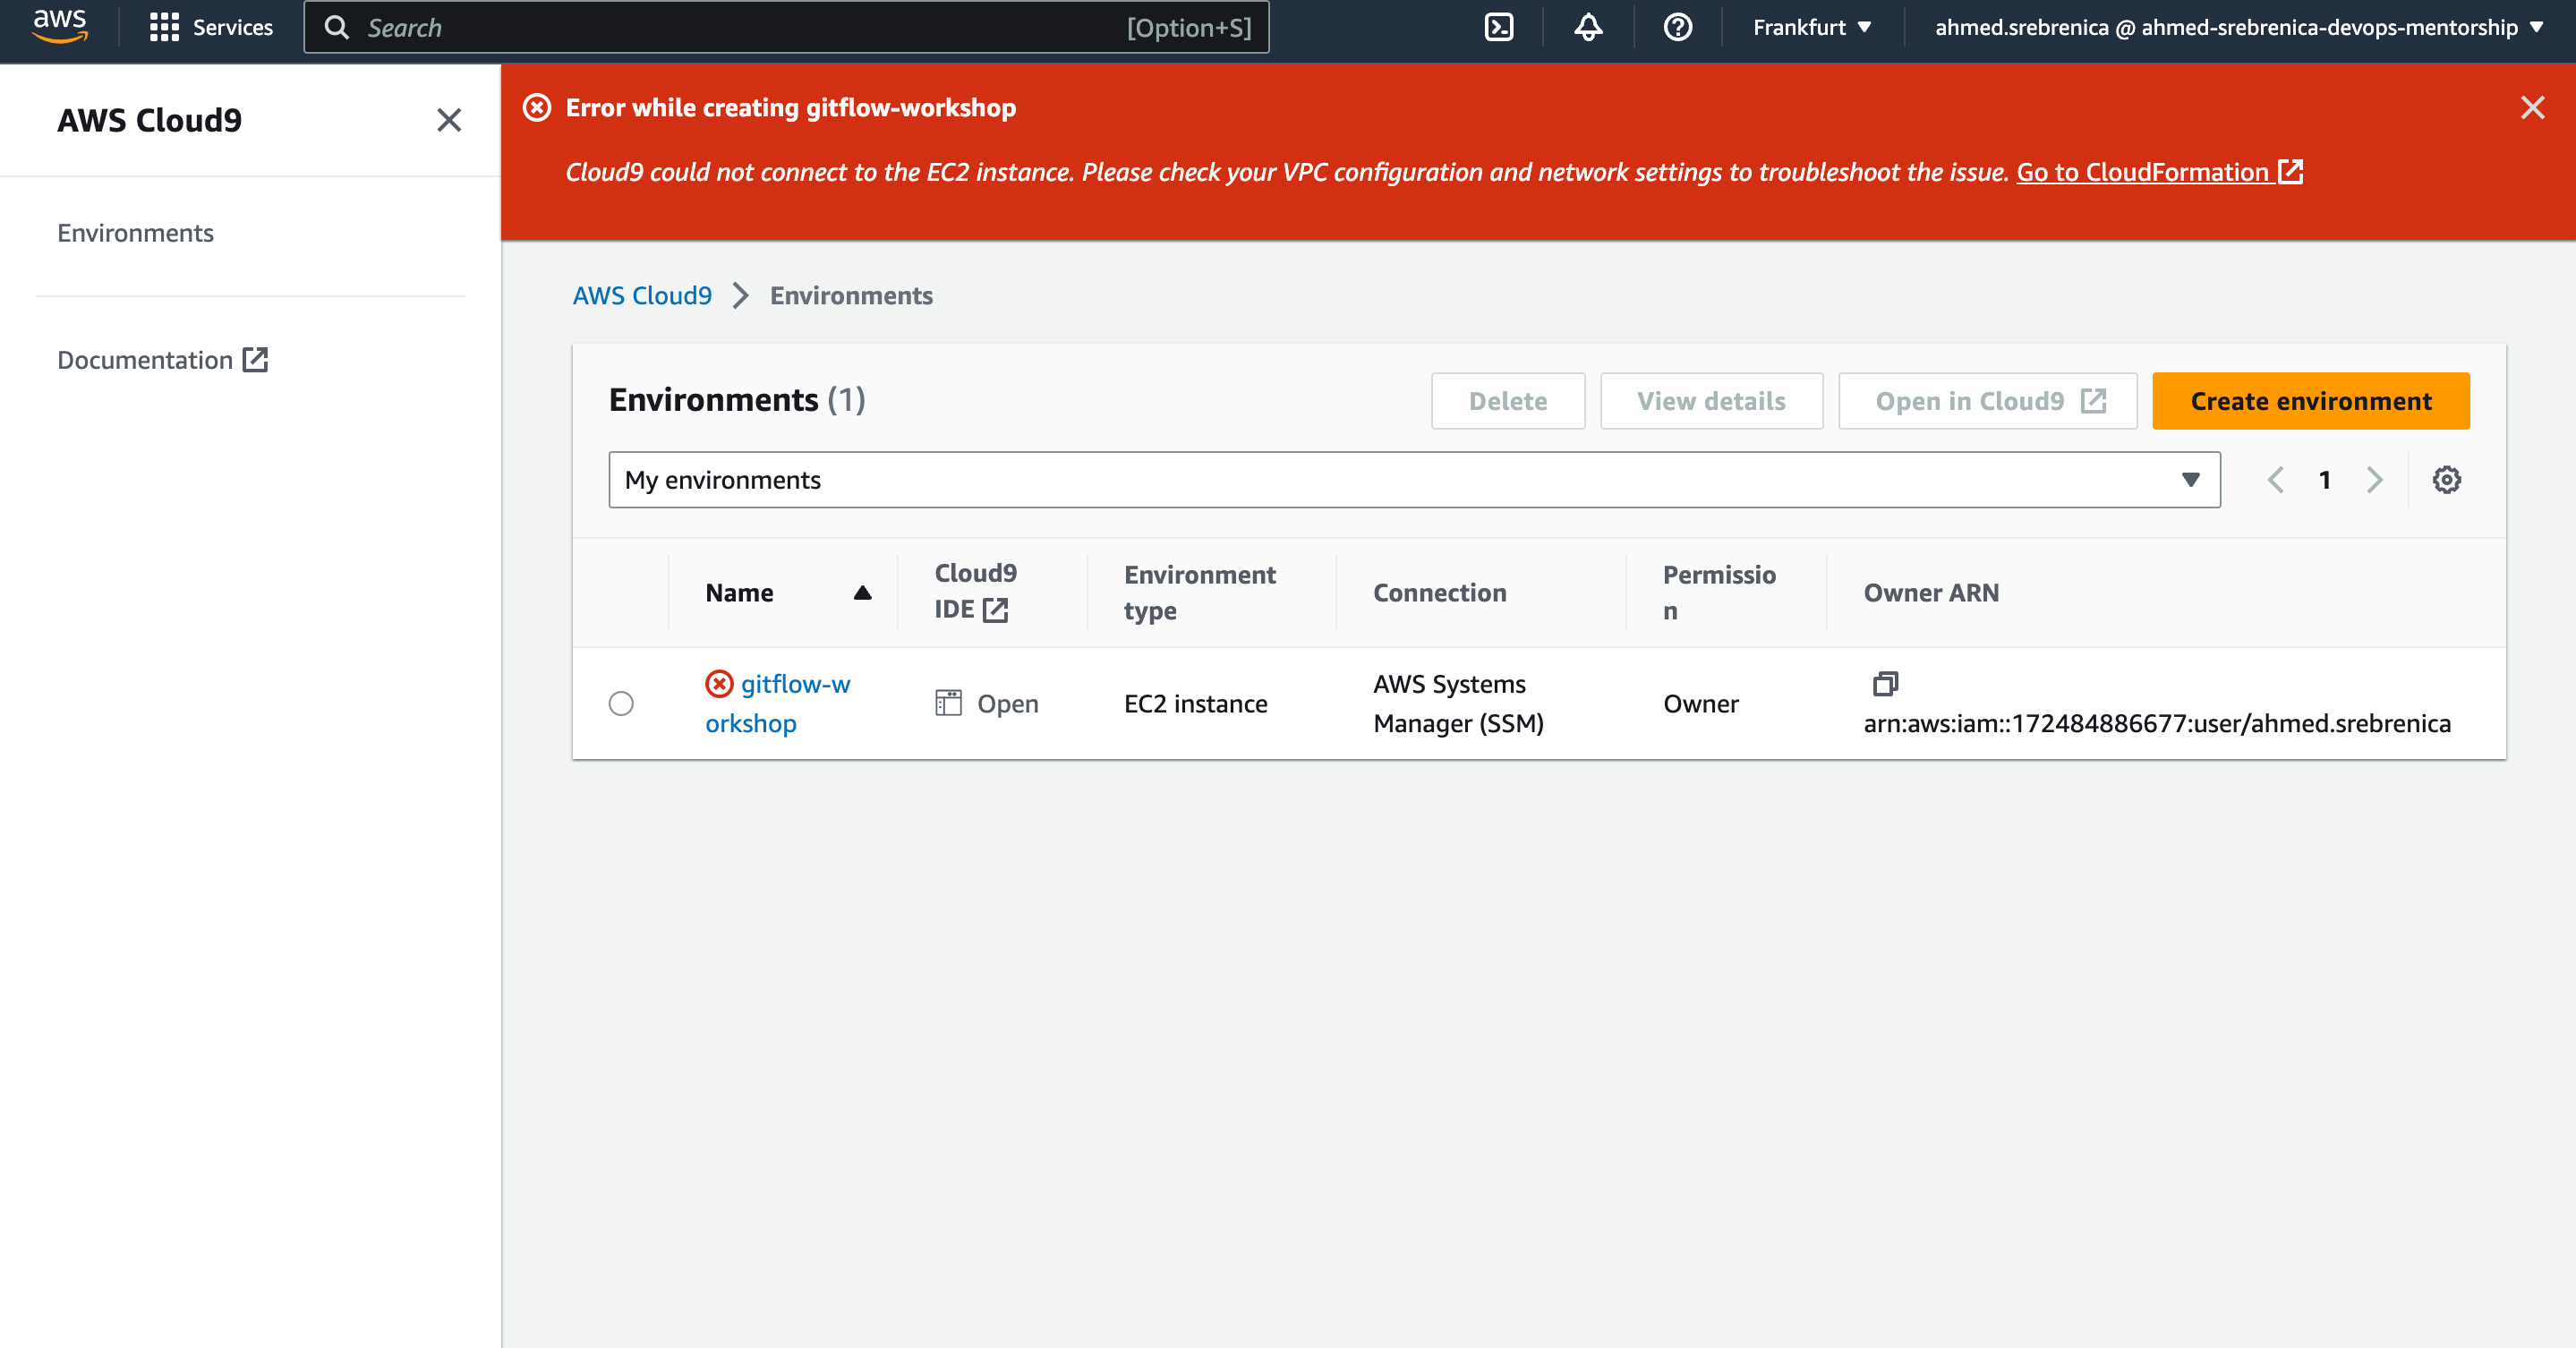 aws
Services
Search
[Option+S]
Frankfurt
ahmed.srebrenica @ ahmed-srebrenica-devops-mentorship
AWS Cloud9
Environments
Documentation
Error while creating gitflow-workshop
Cloud9 could not connect to the EC2 instance. Please check your VPC configuration and network settings to troubleshoot the issue. Go to CloudFormation
AWS Cloud9
Environments
Environments (1)
Delete
View details
Open in Cloud9
Create environment
My environments
1
Name
Cloud9
IDE
Environment
type
Connection
Permissio
n
Owner ARN
gitflow-w
orkshop
Open
EC2 instance
AWS Systems
Manager (SSM)
Owner
arn:aws:iam::172484886677:user/ahmed.srebrenica